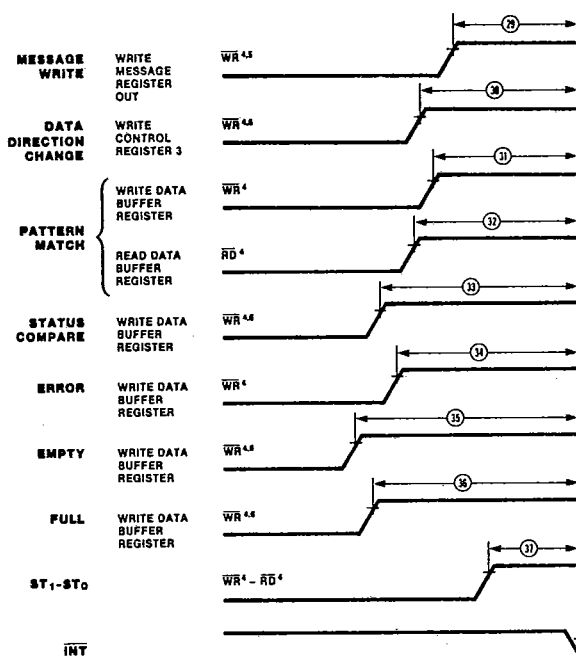 29
MESSAGE WRITE WRITE MESSAGE REGISTER OUT WR 4,5
30
DATA DIRECTION CHANGE WRITE CONTROL REGISTER 3 WR 4,6
31
PATTERN MATCH WRITE DATA BUFFER REGISTER WR 4
32
READ DATA BUFFER REGISTER RD 4
33
STATUS COMPARE WRITE DATA BUFFER REGISTER WR 4,6
34
ERROR WRITE DATA BUFFER REGISTER WR 4
35
EMPTY WRITE DATA BUFFER REGISTER WR 4,6
36
FULL WRITE DATA BUFFER REGISTER WR 4,6
37
ST1-ST0 WR 4 – RD 4
INT